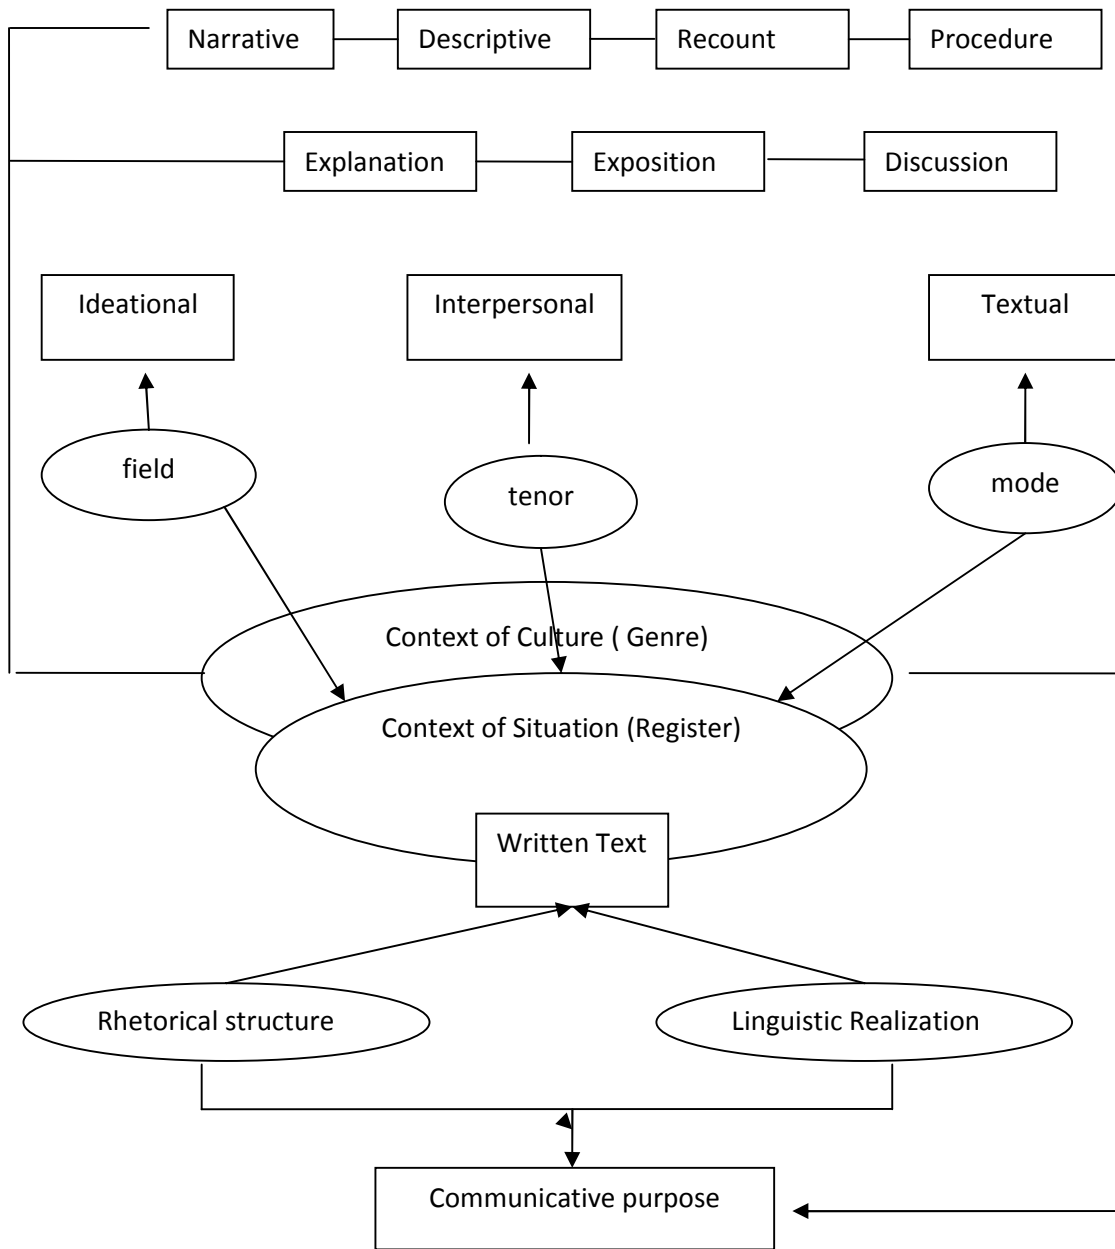 Narrative
Descriptive
Recount
Procedure
Explanation
Exposition
Discussion
Ideational
Interpersonal
Textual
field
tenor
mode
Context of Culture ( Genre)
Context of Situation (Register)
Written Text
Rhetorical structure
Linguistic Realization
Communicative purpose